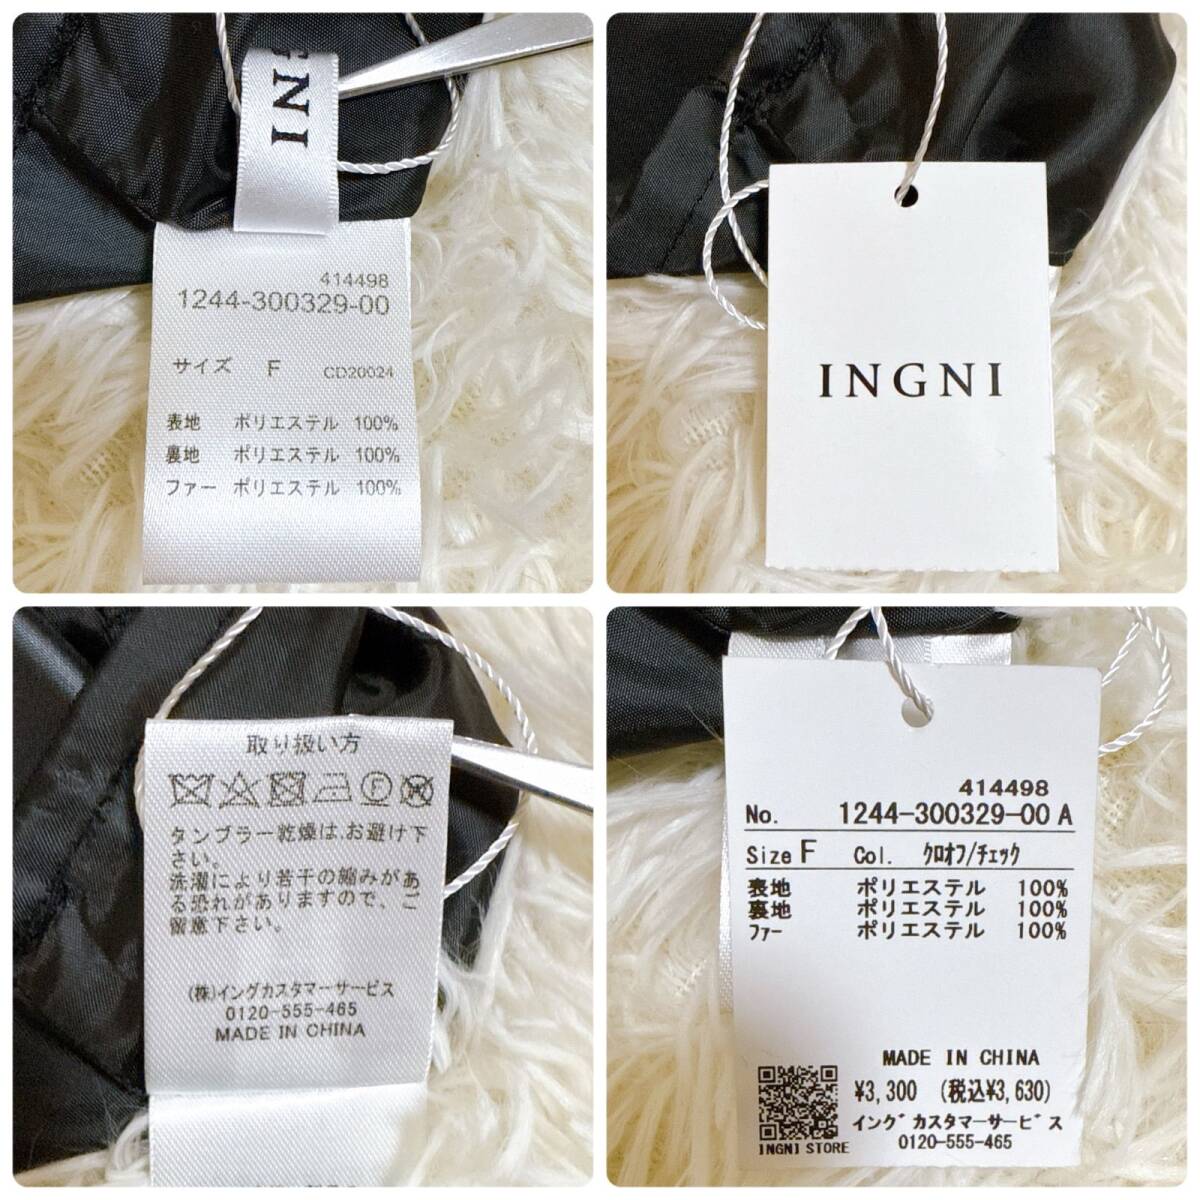 INGNI
414498
1244-300329-00
サイズ F CD20024
表地 ポリエステル 100%
裏地 ポリエステル 100%
ファー ポリエステル 100%
INGNI
取り扱い方
F W
タンブラー乾燥は、お避け下
さい。
洗濯により若干の縮みがあ
る恐れがありますので、ご
留意下さい。
(株)イングカスタマーサービス
0120-555-465
MADE IN CHINA
414498
No. 1244-300329-00 A
Size F Col. クロオフ/チェック
表地 ポリエステル 100%
裏地 ポリエステル 100%
ファー ポリエステル 100%
MADE IN CHINA
¥3,300 (税込¥3,630)
イングカスタマーサービス
0120-555-465
INGNI STORE